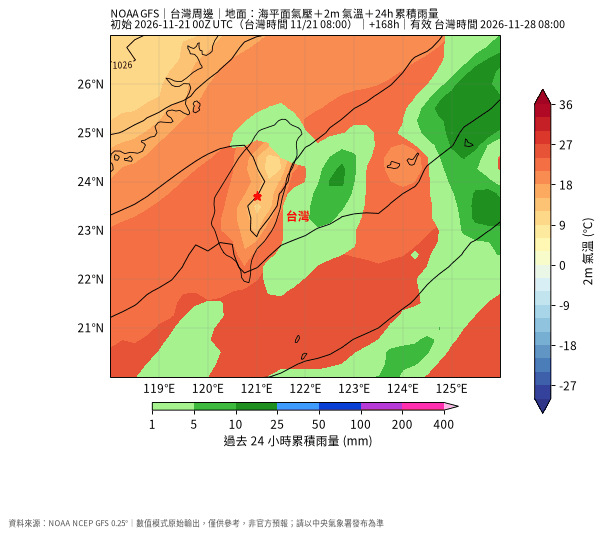 NOAA GFS｜台灣周邊｜地面：海平面氣壓＋2m 氣溫＋24h 累積雨量
初始 2026-11-21 00Z UTC（台灣時間 11/21 08:00）｜+168h｜有效 台灣時間 2026-11-28 08:00
1026
26°N
25°N
24°N
23°N
22°N
21°N
台灣
119°E 120°E 121°E 122°E 123°E 124°E 125°E
36
27
18
9
0
-9
-18
-27
2m 氣溫 (℃)
1 5 10 25 50 100 200 400
過去 24 小時累積雨量 (mm)
資料來源：NOAA NCEP GFS 0.25°｜數值模式原始輸出，僅供參考，非官方預報；請以中央氣象署發布為準